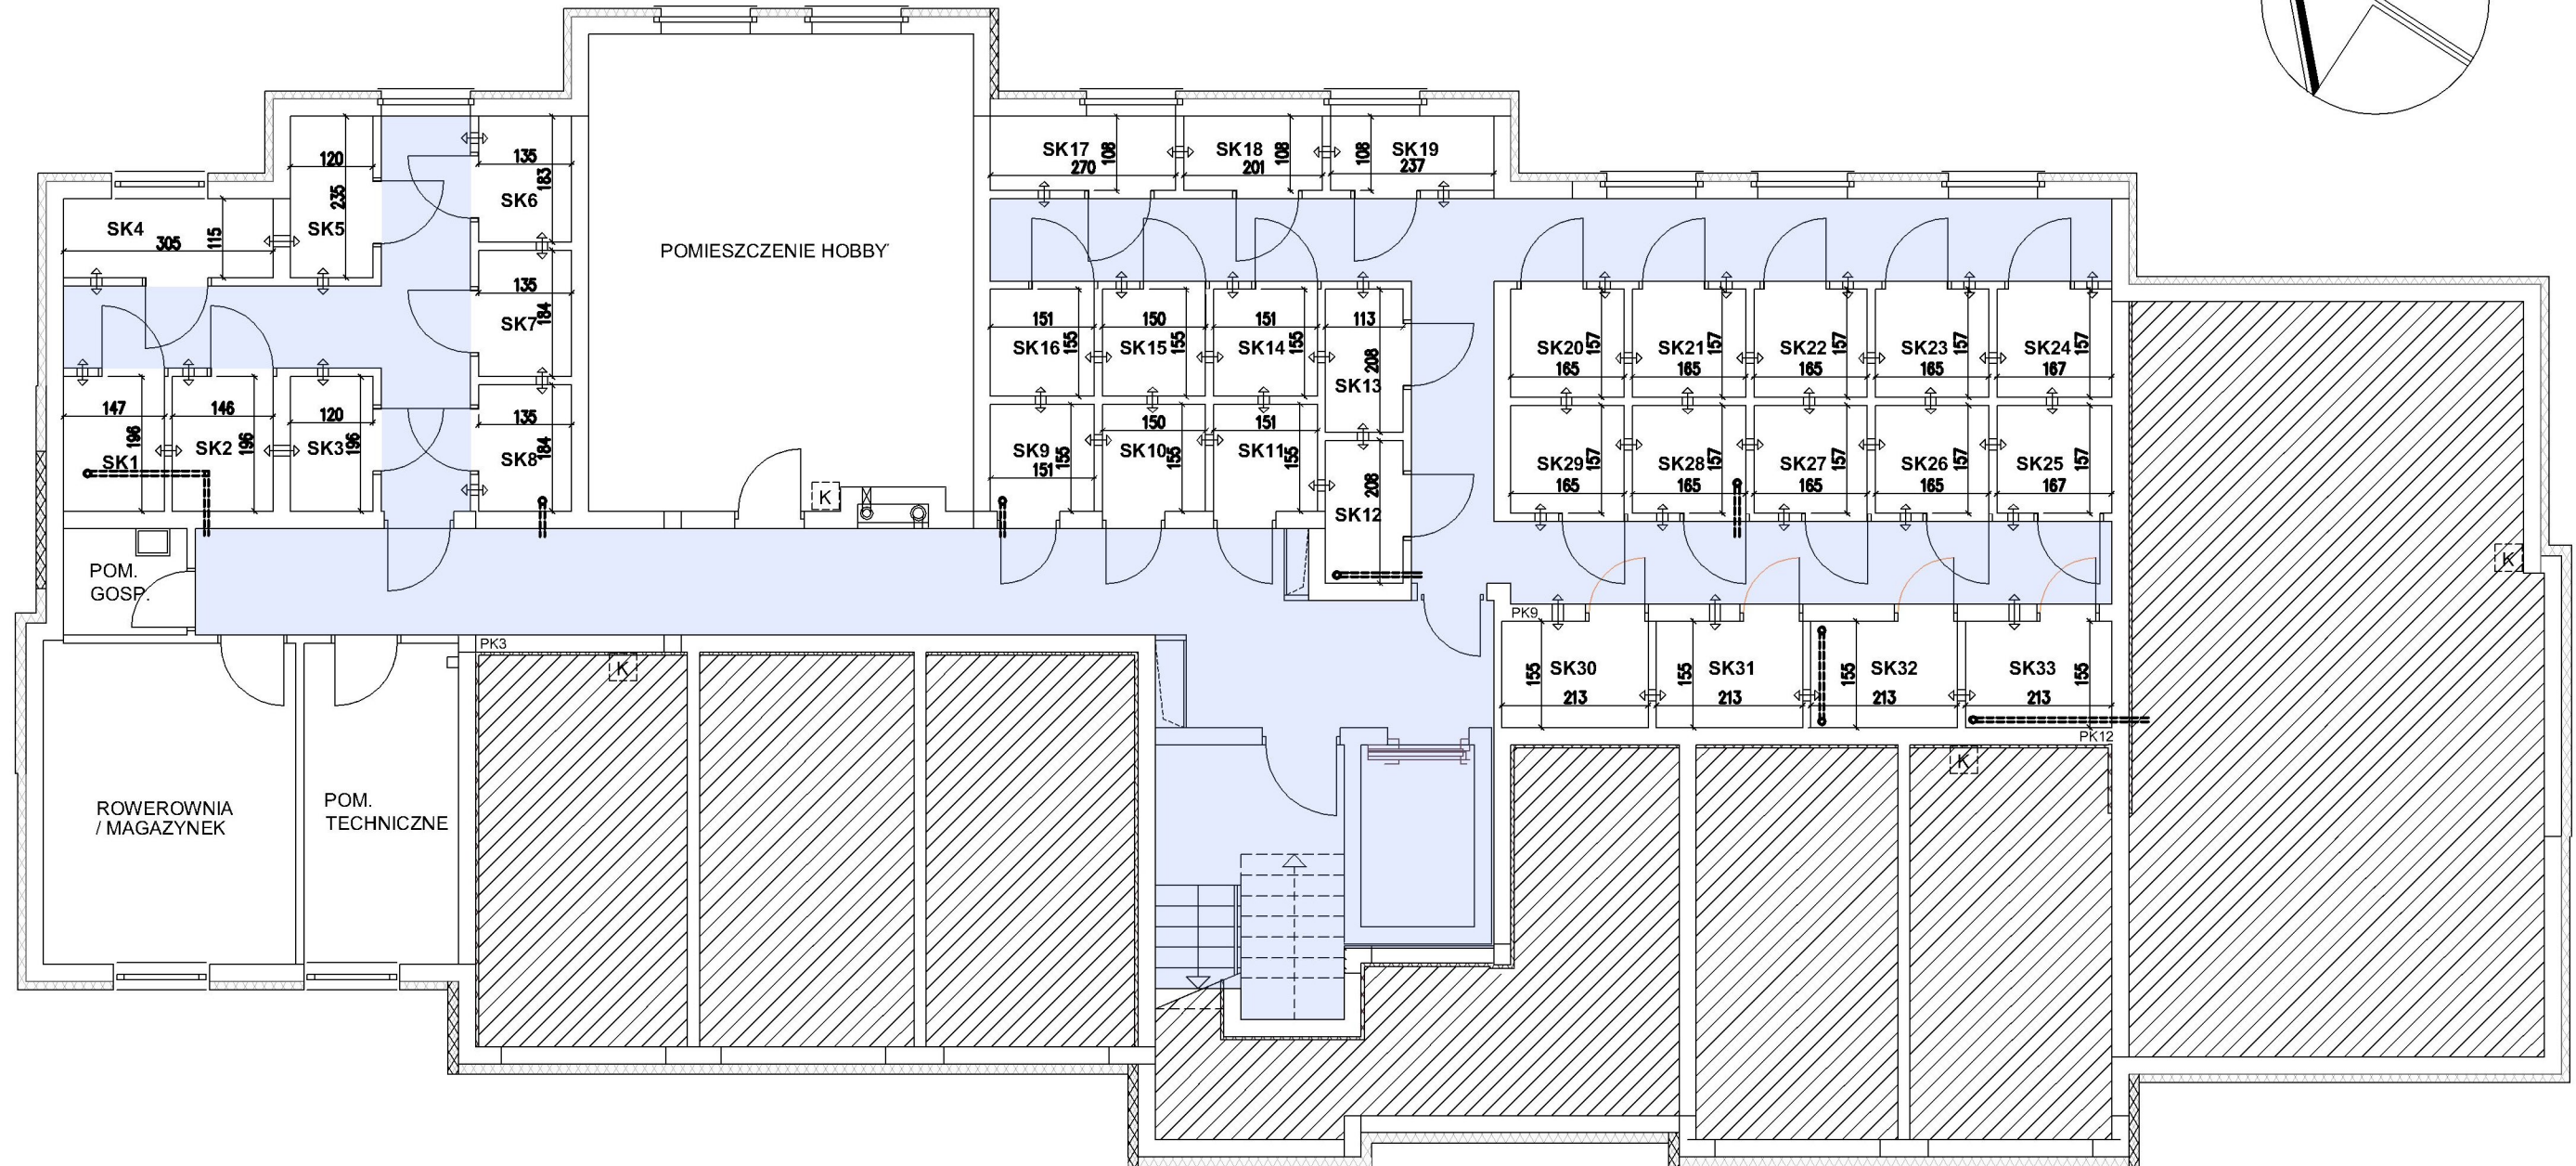 SK4
305
115
120
235
SK5
135
183
SK6
135
184
SK7
135
184
SK8
147
196
SK1
146
196
SK2
120
196
SK3
POMIESZCZENIE HOBBY
K
SK17
270
108
SK18
201
108
SK19
237
108
151
SK16
155
150
SK15
155
151
SK14
155
113
208
SK13
SK9
151
155
150
SK10
155
151
SK11
155
208
SK12
SK20
165
157
SK21
165
157
SK22
165
157
SK23
165
157
SK24
167
157
SK29
165
157
SK28
165
157
SK27
165
157
SK26
165
157
SK25
167
157
PK9
SK30
155
213
SK31
155
213
SK32
155
213
SK33
155
213
PK12
K
K
POM.
GOSP.
PK3
K
ROWEROWNIA
/ MAGAZYNEK
POM.
TECHNICZNE